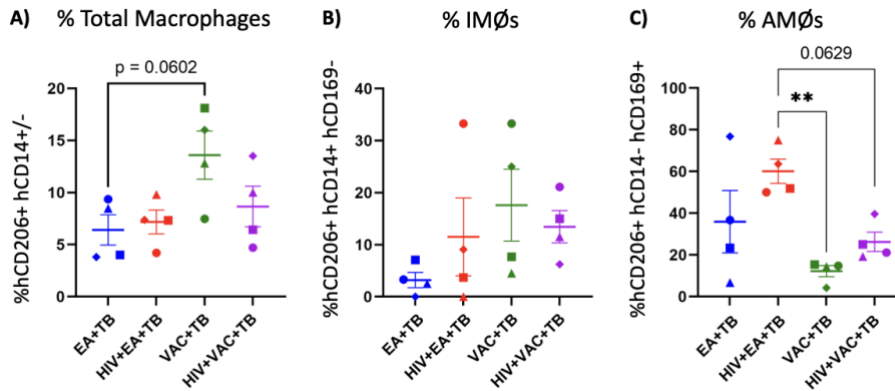 A) % Total Macrophages
%hCD206+ hCD14+/-
p = 0.0602
20
15
10
5
0
EA+TB
HIV+EA+TB
VAC+TB
HIV+VAC+TB
B) % IMØs
%hCD206+ hCD14+ hCD169-
40
30
20
10
0
EA+TB
HIV+EA+TB
VAC+TB
HIV+VAC+TB
C) % AMØs
%hCD206+ hCD14- hCD169+
0.0629
**
100
80
60
40
20
0
EA+TB
HIV+EA+TB
VAC+TB
HIV+VAC+TB